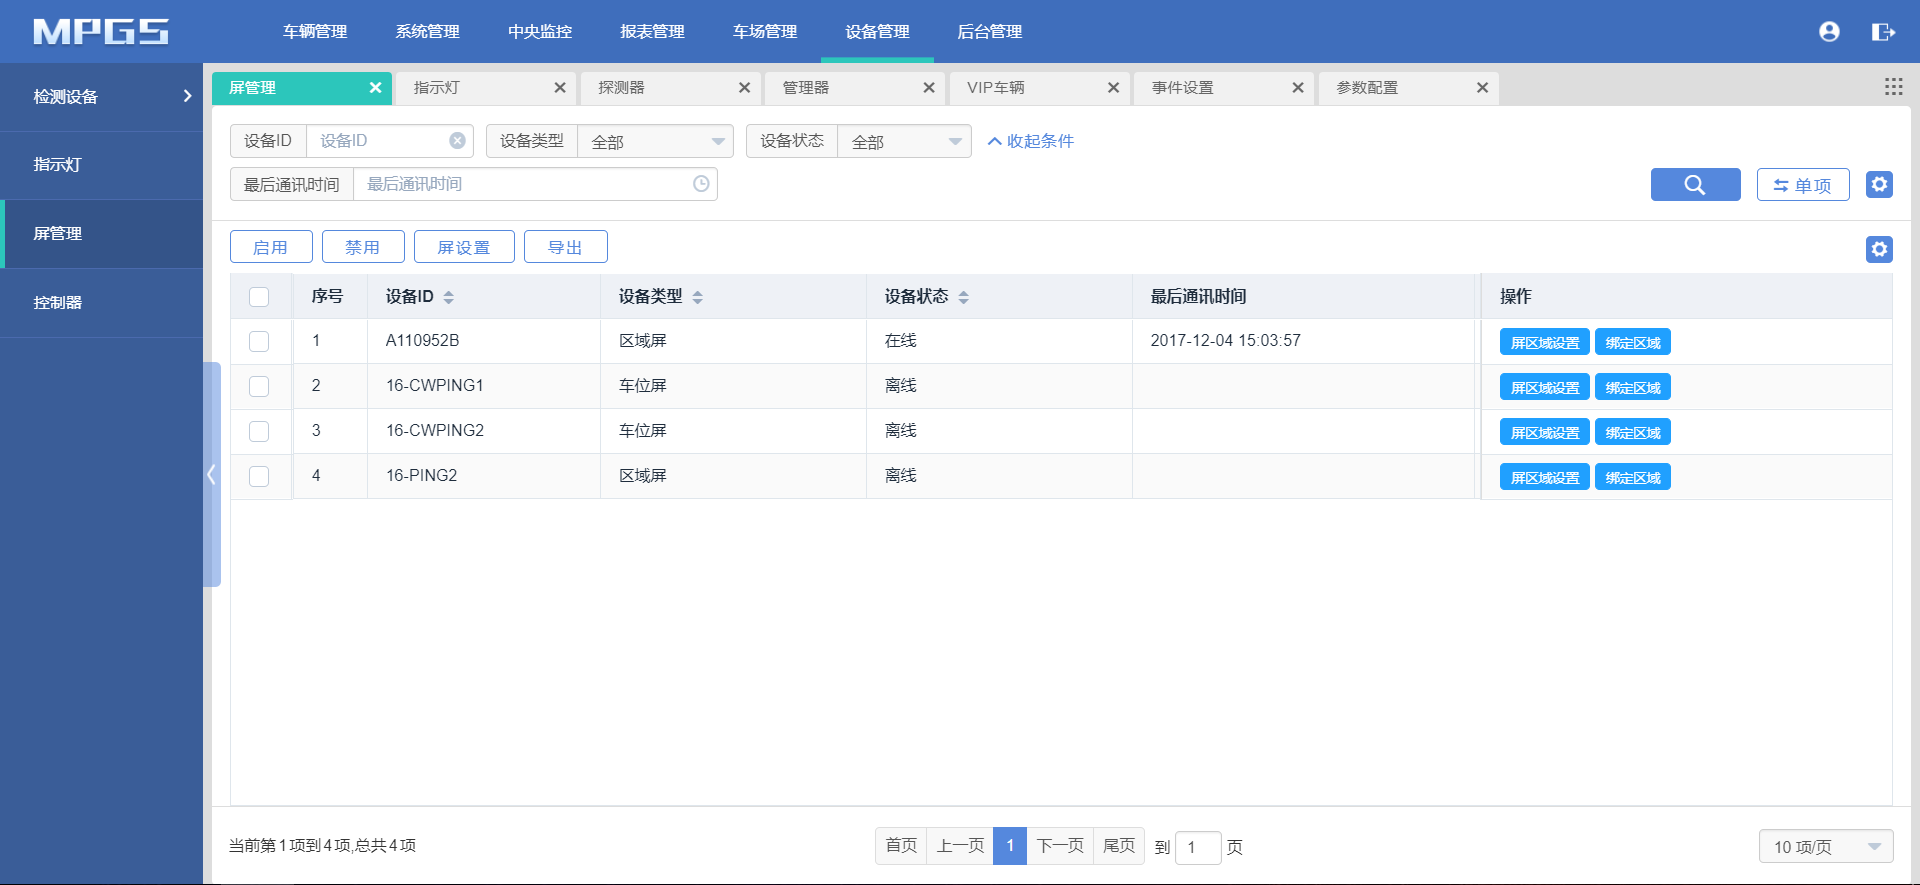 MPGS 车辆管理 系统管理 中央监控 报表管理 车场管理 设备管理 后台管理
检测设备
指示灯
屏管理
控制器
屏管理 指示灯 探测器 管理器 VIP车辆 事件设置 参数配置
设备ID 设备ID 设备类型 全部 设备状态 全部 收起条件
最后通讯时间 最后通讯时间 单项
启用 禁用 屏设置 导出
序号 设备ID 设备类型 设备状态 最后通讯时间 操作
1 A110952B 区域屏 在线 2017-12-04 15:03:57 屏区域设置 绑定区域
2 16-CWPING1 车位屏 离线 屏区域设置 绑定区域
3 16-CWPING2 车位屏 离线 屏区域设置 绑定区域
4 16-PING2 区域屏 离线 屏区域设置 绑定区域
当前第1项到4项,总共4项 首页 上一页 1 下一页 尾页 到 1 页 10 项/页